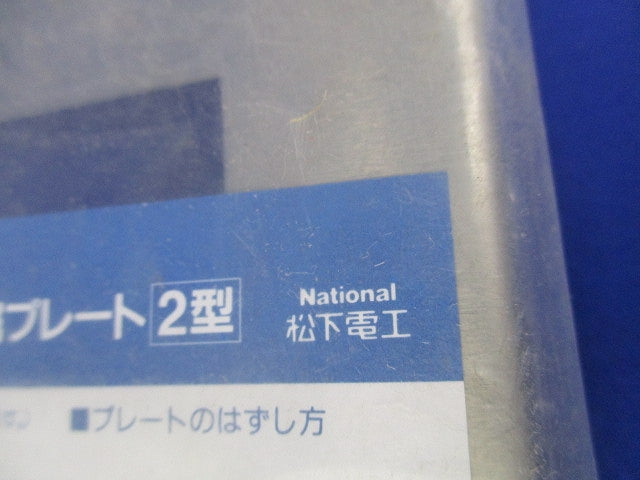 プレート 2型
National
松下電工
■プレートのはずし方